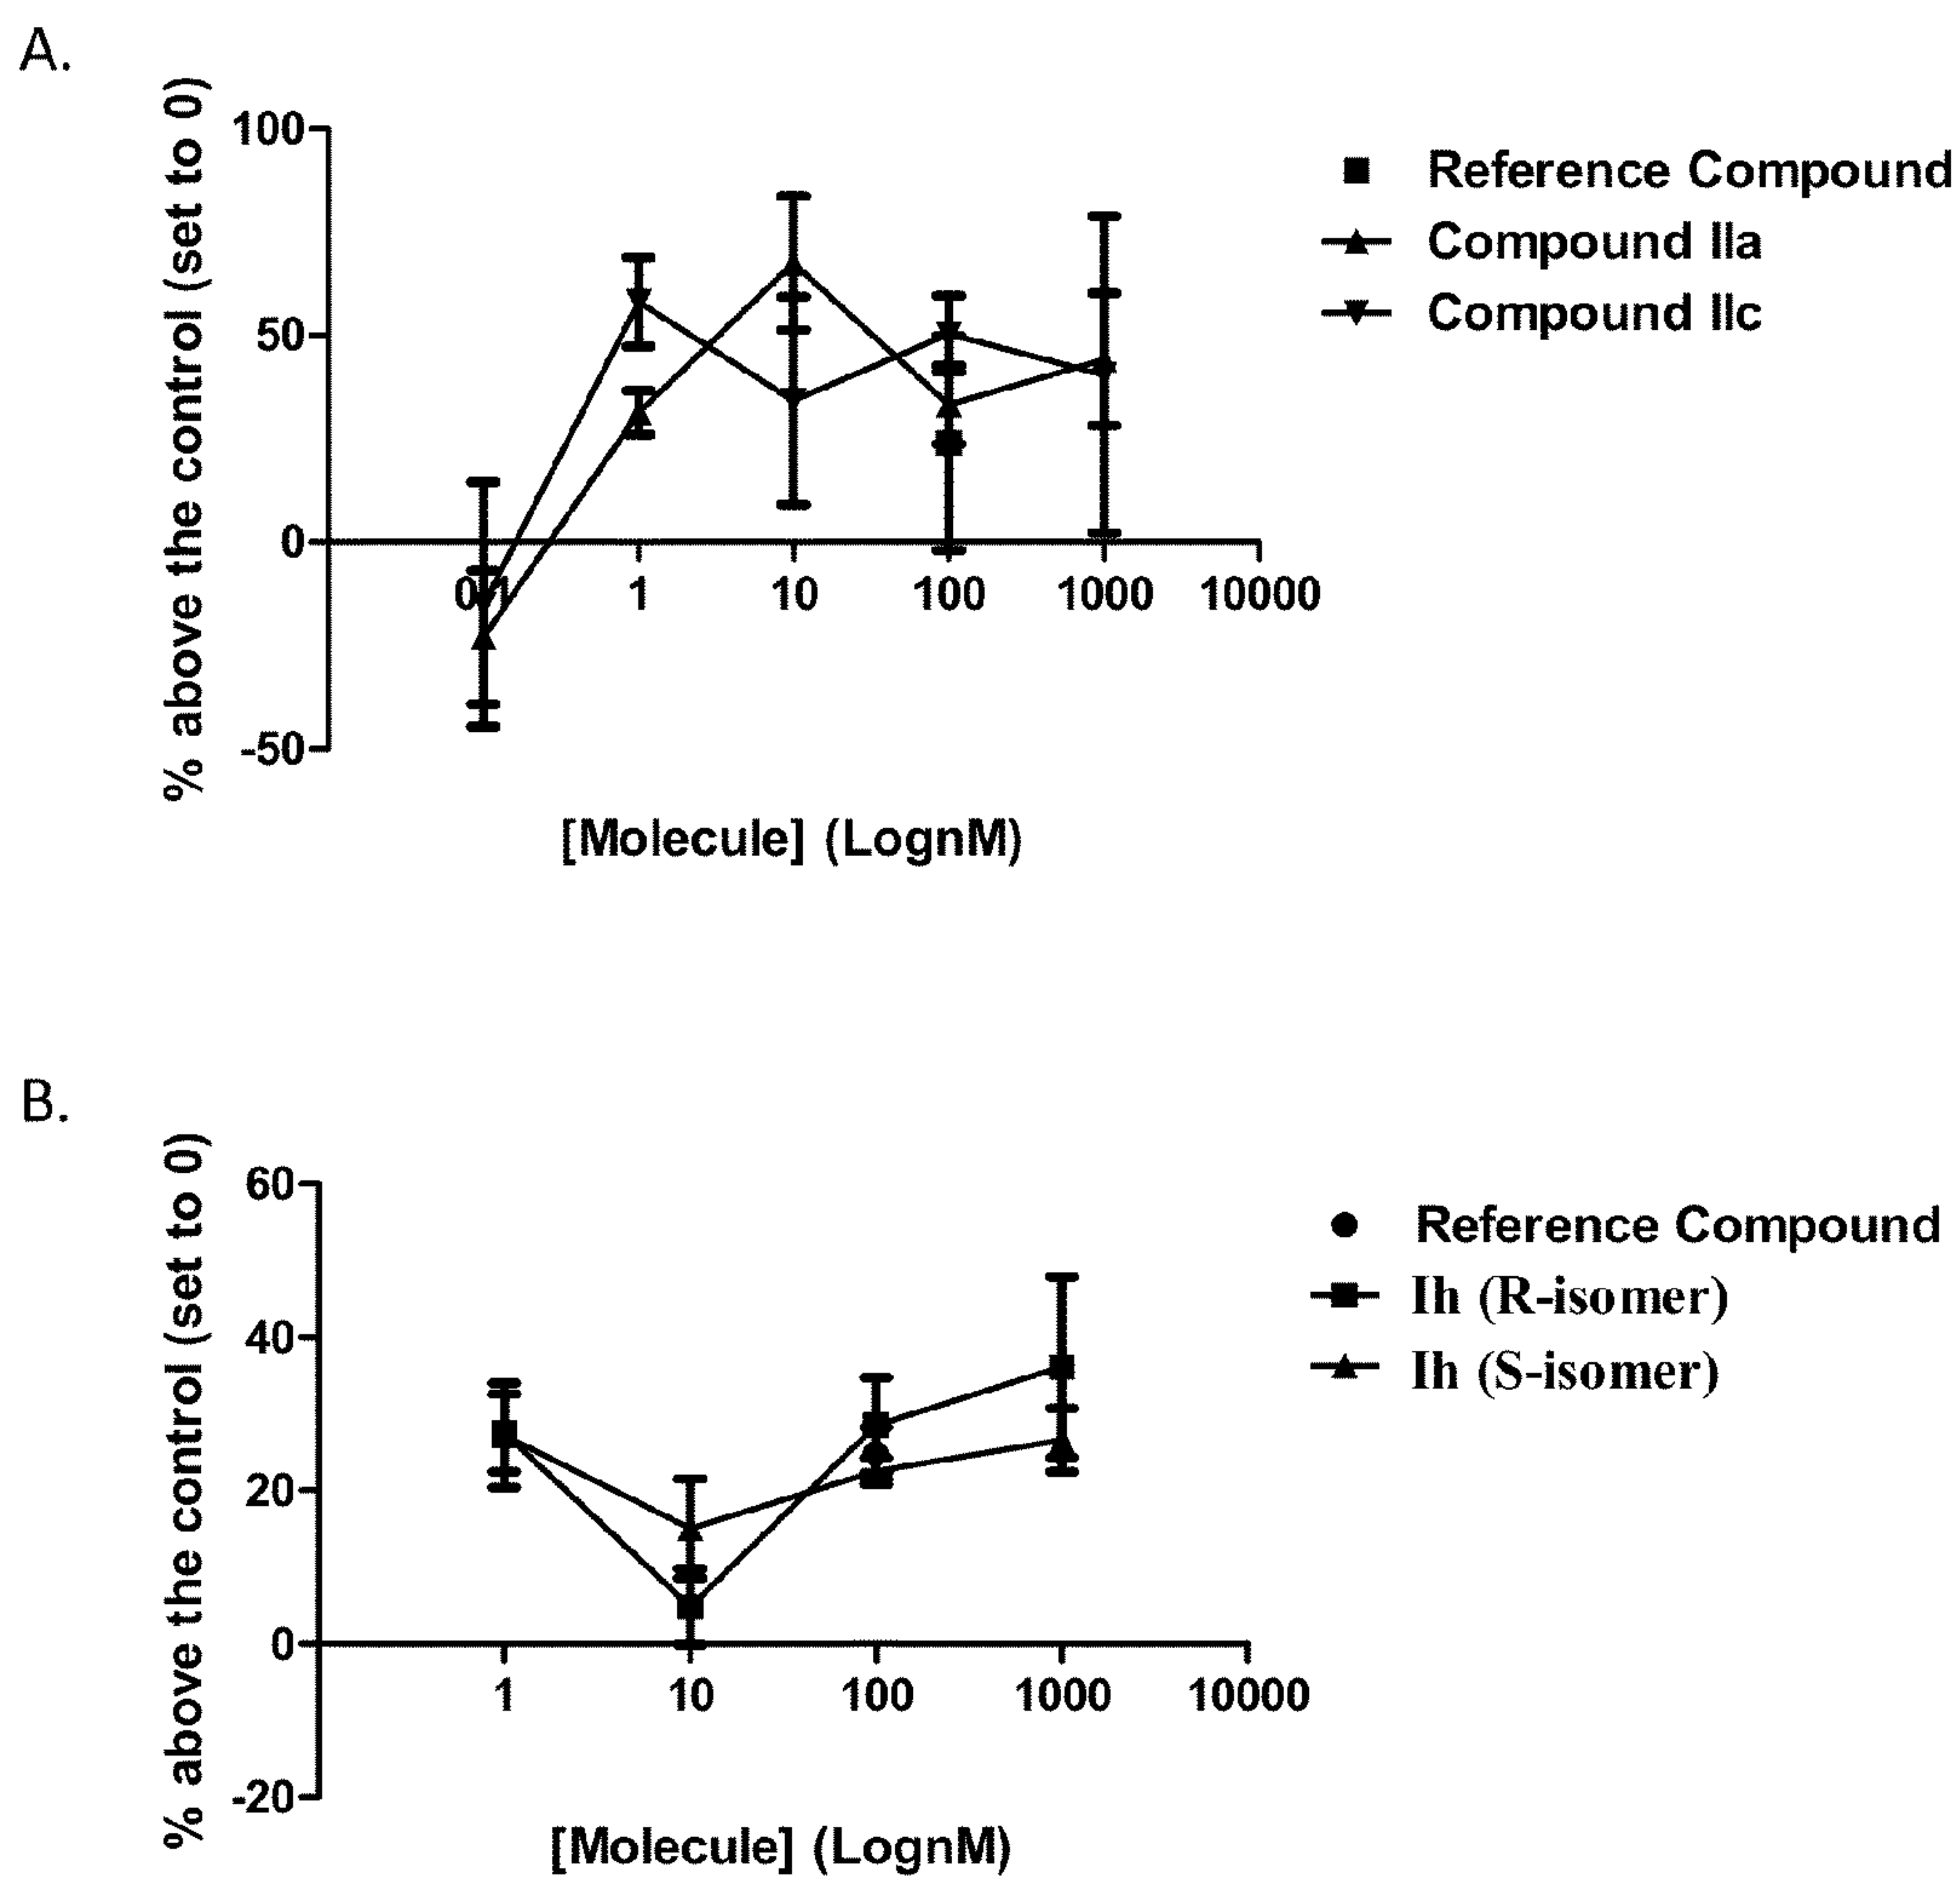 A.
% above the control (set to 0)
100
50
0
-50
0.1
1
10
100
1000
10000
[Molecule] (LognM)
Reference Compound
Compound IIa
Compound IIc
B.
% above the control (set to 0)
60
40
20
0
-20
1
10
100
1000
10000
[Molecule] (LognM)
Reference Compound
Ih (R-isomer)
Ih (S-isomer)